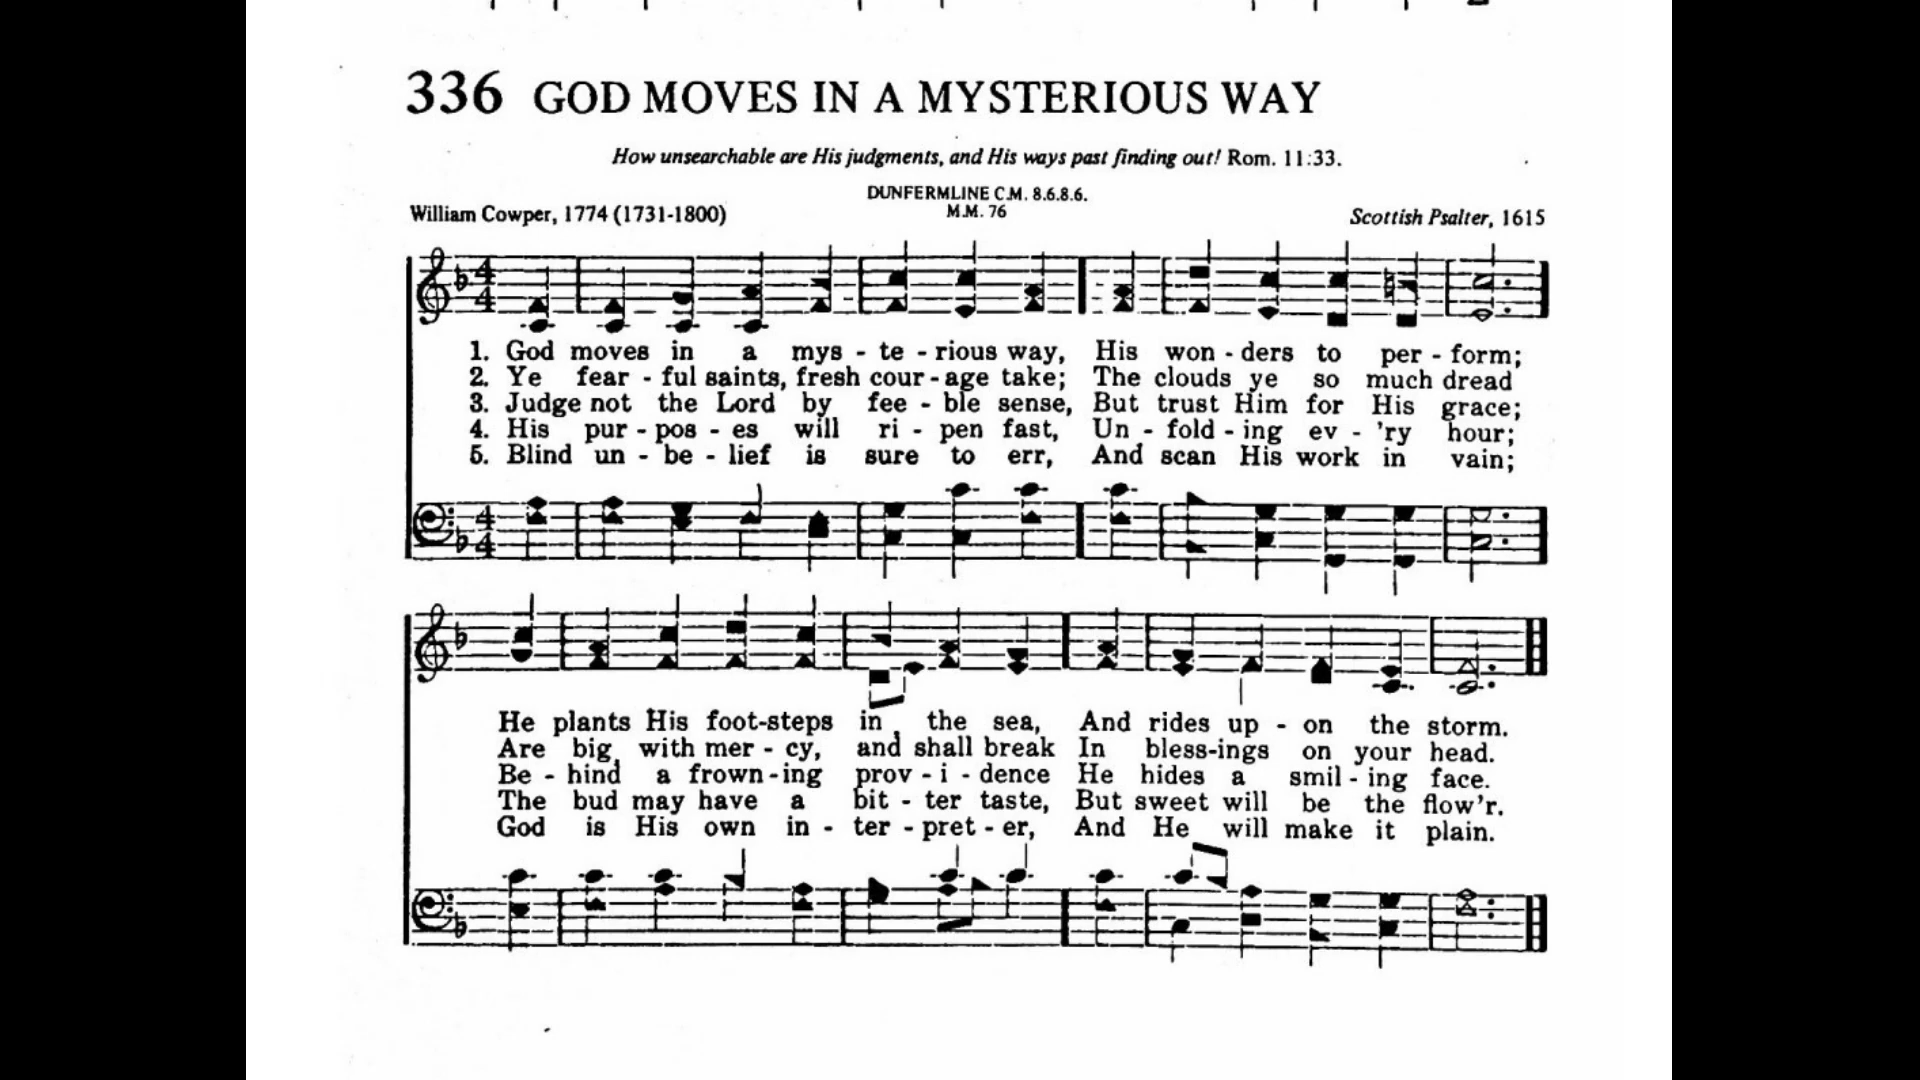 336 GOD MOVES IN A MYSTERIOUS WAY
How unsearchable are His judgments, and His ways past finding out! Rom. 11:33.
DUNFERMLINE C.M. 8.6.8.6.
William Cowper, 1774 (1731-1800) M.M. 76 Scottish Psalter, 1615
4
4
1. God moves in a mys - te - rious way, His won - ders to per - form;
2. Ye fear - ful saints, fresh cour - age take; The clouds ye so much dread
3. Judge not the Lord by fee - ble sense, But trust Him for His grace;
4. His pur - pos - es will ri - pen fast, Un - fold - ing ev - 'ry hour;
5. Blind un - be - lief is sure to err, And scan His work in vain;
4
4
He plants His foot-steps in the sea, And rides up - on the storm.
Are big with mer - cy, and shall break In bless-ings on your head.
Be - hind a frown - ing prov - i - dence He hides a smil - ing face.
The bud may have a bit - ter taste, But sweet will be the flow'r.
God is His own in - ter - pret - er, And He will make it plain.